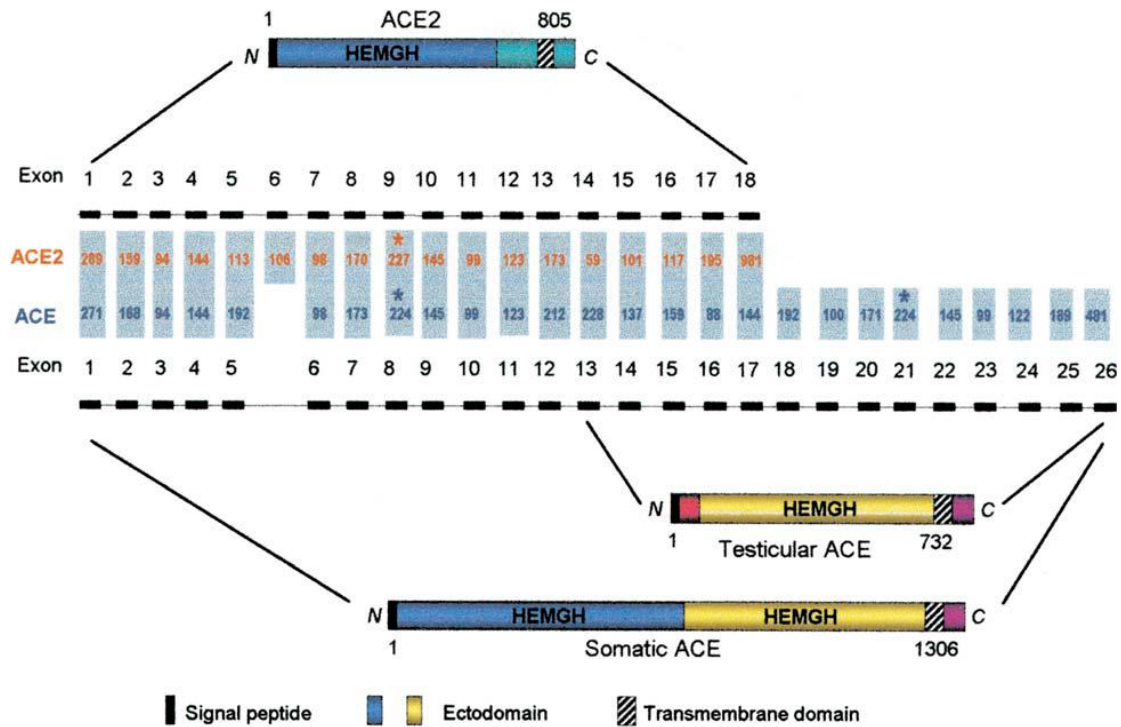 1 ACE2 805
N HEMGH C
Exon 1 2 3 4 5 6 7 8 9 10 11 12 13 14 15 16 17 18
* 
ACE2 289 159 94 144 113 106 98 170 227 145 99 123 173 59 101 117 195 981
* *
ACE 271 168 94 144 192 98 173 224 145 99 123 212 228 137 159 88 144 192 100 171 224 145 99 122 189 481
Exon 1 2 3 4 5 6 7 8 9 10 11 12 13 14 15 16 17 18 19 20 21 22 23 24 25 26
N HEMGH C
1 Testicular ACE 732
N HEMGH HEMGH C
1 Somatic ACE 1306
Signal peptide Ectodomain Transmembrane domain